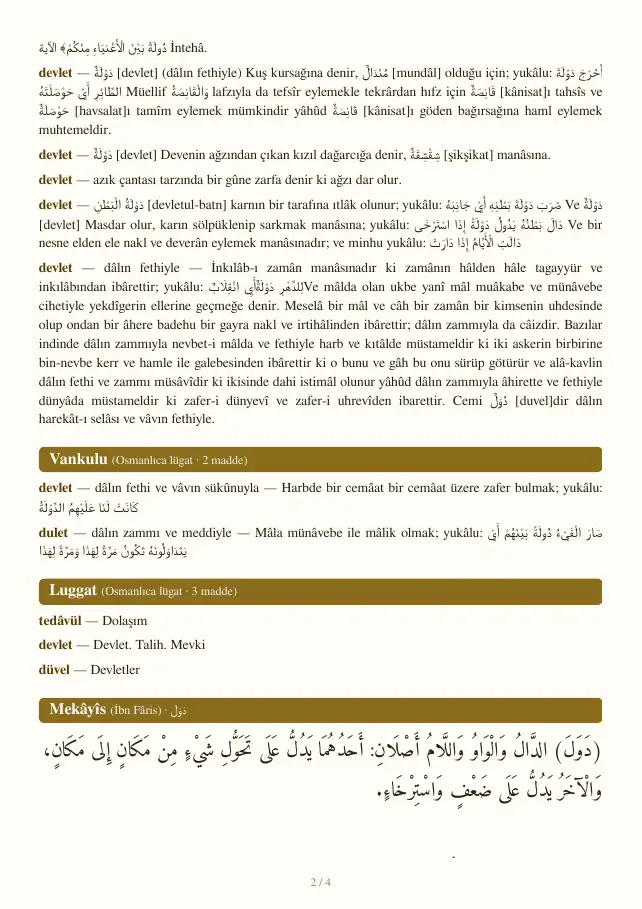 دُولَةً بَيْنَ الْأَغْنِيَاءِ مِنْكُمْ﴾ الآية İntehâ.
devlet — دَوْلَةٌ [devlet] (dâlın fethiyle) Kuş kursağına denir, مُنْدَالٌ [mundâl] olduğu için; yukâlu: أَخْرَجَ دَوْلَةَ
الطَّائِرِ أَيْ حَوْصَلَتَهُ Müellif وَالْقَانِصَةُ lafzıyla da tefsîr eylemekle tekrârdan hıfz için قَانِصَةٌ [kânisat]ı tahsîs ve
حَوْصَلَةٌ [havsalat]ı tamîm eylemek mümkindir yâhûd قَانِصَةٌ [kânisat]ı göden bağırsağına haml eylemek
muhtemeldir.
devlet — دَوْلَةٌ [devlet] Devenin ağzından çıkan kızıl dağarcığa denir, شِقْشِقَةٌ [şikşikat] manâsına.
devlet — azık çantası tarzında bir gûne zarfa denir ki ağzı dar olur.
devlet — دَوْلَةُ الْبَطْنِ [devletul-batn] karnın bir tarafına ıtlâk olunur; yukâlu: ضَرَبَ دَوْلَةَ بَطْنِهِ أَيْ جَانِبَهُ Ve دَوْلَةٌ
[devlet] Masdar olur, karın sölpüklenip sarkmak manâsına; yukâlu: دَالَ بَطْنُهُ يَدُولُ دَوْلَةً إِذَا اسْتَرْخَى Ve bir
nesne elden ele nakl ve deverân eylemek manâsınadır; ve minhu yukâlu: دَالَتِ الْأَيَّامُ إِذَا دَارَتْ
devlet — dâlın fethiyle — İnkılâb-ı zamân manâsınadır ki zamânın hâlden hâle tagayyür ve
inkılâbından ibârettir; yukâlu: لِلدَّهْرِ دَوْلَةٌأَيِ انْقِلَابٌVe mâlda olan ukbe yanî mâl muâkabe ve münâvebe
cihetiyle yekdîgerin ellerine geçmeğe denir. Meselâ bir mâl ve câh bir zamân bir kimsenin uhdesinde
olup ondan bir âhere badehu bir gayra nakl ve irtihâlinden ibârettir; dâlın zammıyla da câizdir. Bazılar
indinde dâlın zammıyla nevbet-i mâlda ve fethiyle harb ve kıtâlde müstameldir ki iki askerin birbirine
bin-nevbe kerr ve hamle ile galebesinden ibârettir ki o bunu ve gâh bu onu sürüp götürür ve alâ-kavlin
dâlın fethi ve zammı müsâvîdir ki ikisinde dahi istimâl olunur yâhûd dâlın zammıyla âhirette ve fethiyle
dünyâda müstameldir ki zafer-i dünyevî ve zafer-i uhrevîden ibarettir. Cemi دُوَلٌ [duvel]dir dâlın
harekât-ı selâsı ve vâvın fethiyle.
Vankulu (Osmanlıca lügat · 2 madde)
devlet — dâlın fethi ve vâvın sükûnuyla — Harbde bir cemâat bir cemâat üzere zafer bulmak; yukâlu:
كَانَتْ لَنَا عَلَيْهِمُ الدَّوْلَةُ
dulet — dâlın zammı ve meddiyle — Mâla münâvebe ile mâlik olmak; yukâlu: صَارَ الْفَيْءُ دُولَةً بَيْنَهُمْ أَيْ
يَتَدَاوَلُونَهُ تَكُونُ مَرَّةً لِهَذَا وَمَرَّةً لِهَذَا
Luggat (Osmanlıca lügat · 3 madde)
tedâvül — Dolaşım
devlet — Devlet. Talih. Mevki
düvel — Devletler
Mekâyîs (İbn Fâris) · دَوَلَ
(دَوَلَ) الدَّالُ وَالْوَاوُ وَاللَّامُ أَصْلَانِ: أَحَدُهُمَا يَدُلُّ عَلَى تَحَوُّلِ شَيْءٍ مِنْ مَكَانٍ إِلَى مَكَانٍ،
وَالْآخَرُ يَدُلُّ عَلَى ضَعْفٍ وَاسْتِرْخَاءٍ.
2 / 4